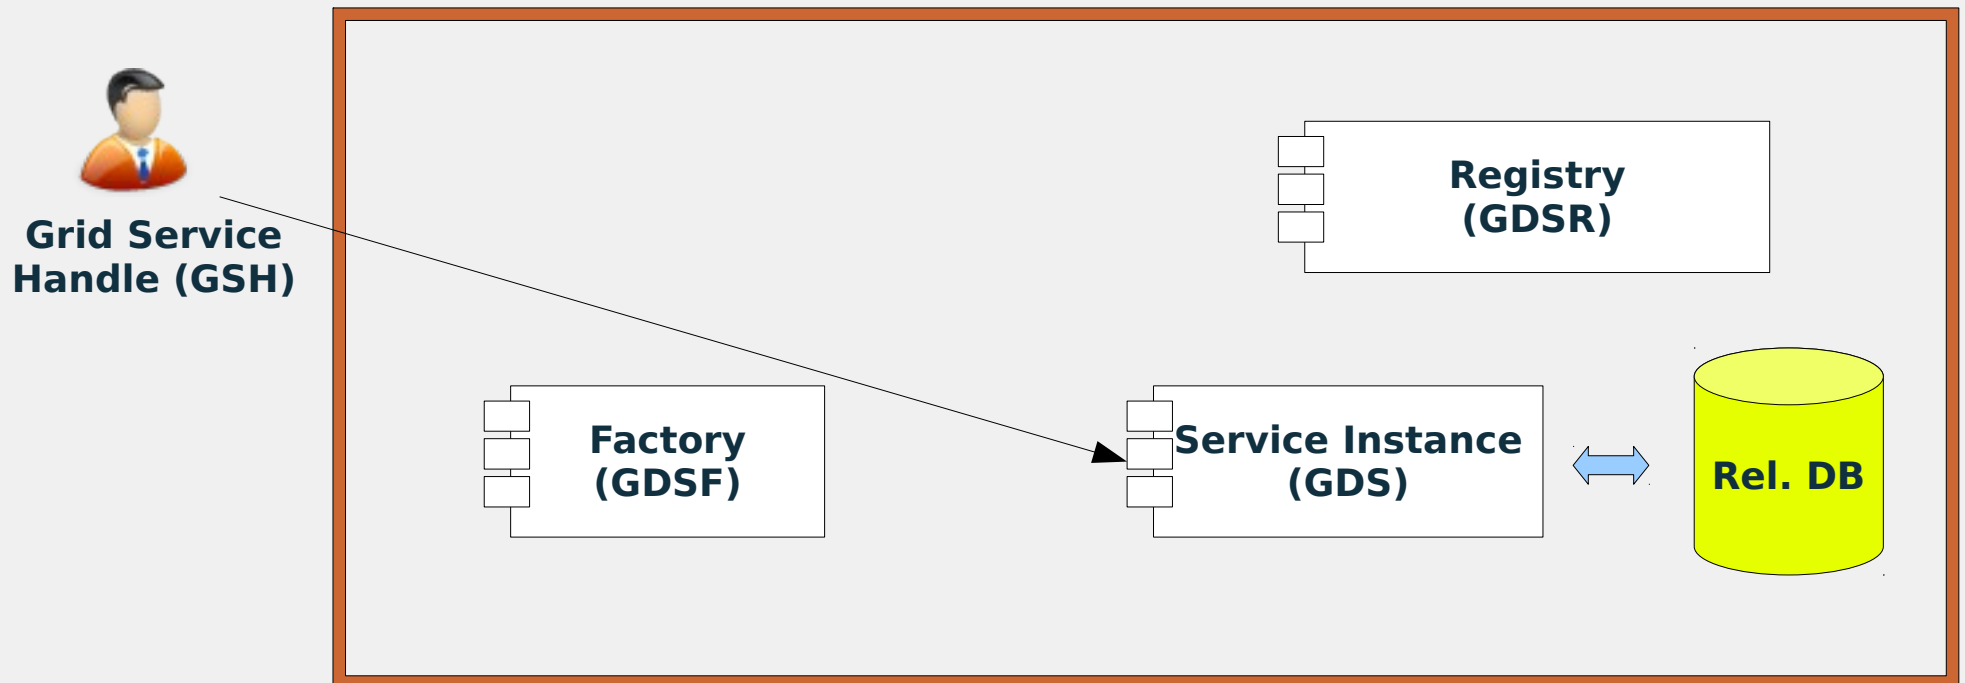 Grid Service
Handle (GSH)
Registry
(GDSR)
Factory
(GDSF)
Service Instance
(GDS)
Rel. DB